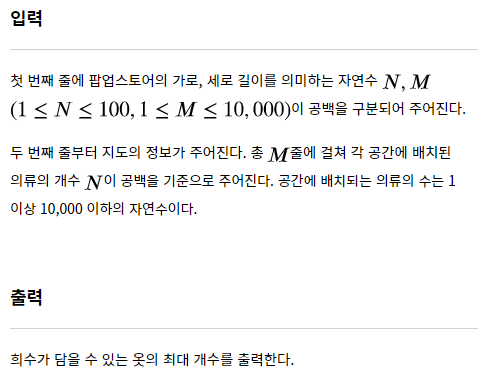 입력
첫 번째 줄에 팝업스토어의 가로, 세로 길이를 의미하는 자연수 N, M
(1 ≤ N ≤ 100, 1 ≤ M ≤ 10, 000)이 공백을 구분되어 주어진다.
두 번째 줄부터 지도의 정보가 주어진다. 총 M줄에 걸쳐 각 공간에 배치된
의류의 개수 N이 공백을 기준으로 주어진다. 공간에 배치되는 의류의 수는 1
이상 10,000 이하의 자연수이다.
출력
희수가 담을 수 있는 옷의 최대 개수를 출력한다.